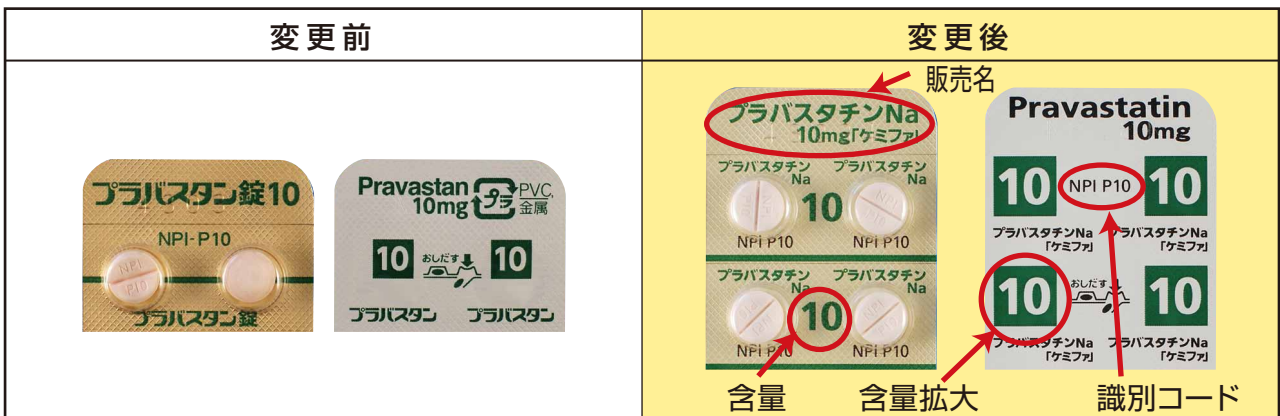 変更前
変更後
プラバスタン錠10
NPI-P10
NPI
P10
プラバスタン錠
Pravastan
10mg
プラ
PVC,
金属
10
おしだす
10
プラバスタン
プラバスタン
販売名
プラバスタチンNa
10mg「ケミファ」
プラバスタチン
Na
プラバスタチン
Na
10
NPI P10
NPI P10
プラバスタチン
Na
プラバスタチン
Na
10
NPI P10
NPI P10
Pravastatin
10mg
10
NPI P10
10
プラバスタチンNa
「ケミファ」
プラバスタチンNa
「ケミファ」
10
おしだす
10
プラバスタチンNa
「ケミファ」
プラバスタチンNa
「ケミファ」
含量
含量拡大
識別コード